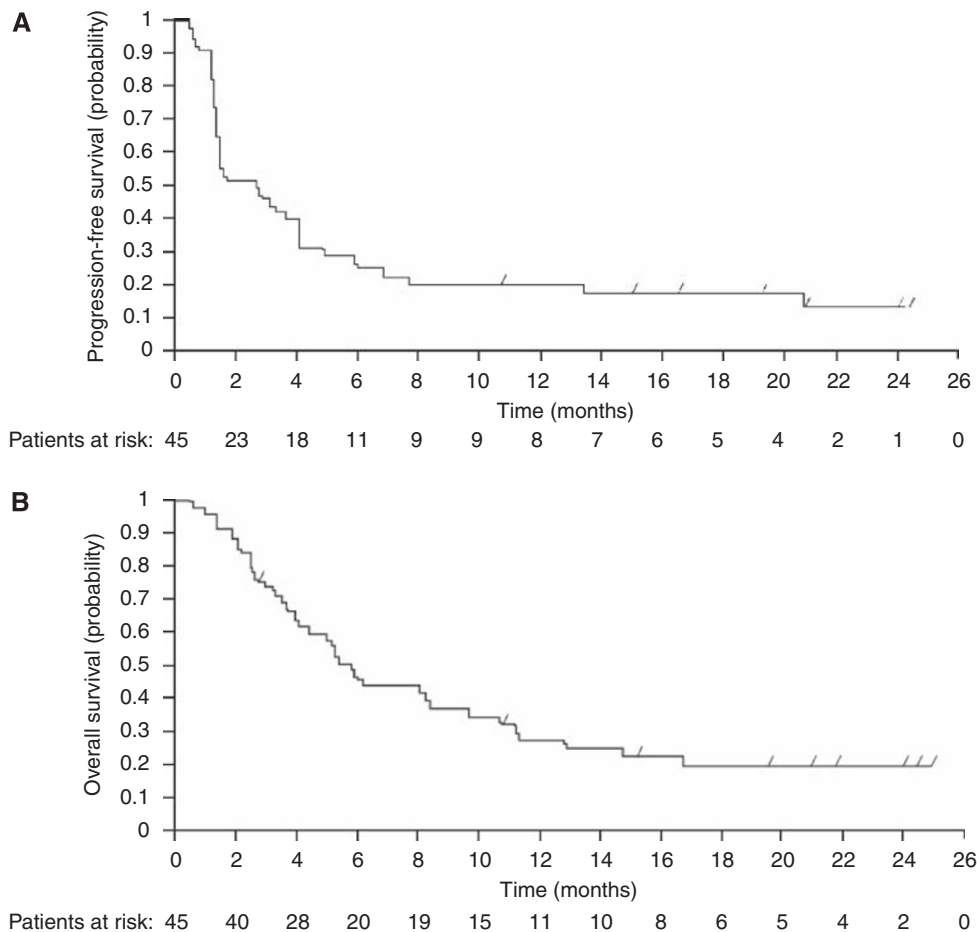 A
Progression-free survival (probability)
1
0.9
0.8
0.7
0.6
0.5
0.4
0.3
0.2
0.1
0
0 2 4 6 8 10 12 14 16 18 20 22 24 26
Time (months)
Patients at risk: 45 23 18 11 9 9 8 7 6 5 4 2 1 0
B
Overall survival (probability)
1
0.9
0.8
0.7
0.6
0.5
0.4
0.3
0.2
0.1
0
0 2 4 6 8 10 12 14 16 18 20 22 24 26
Time (months)
Patients at risk: 45 40 28 20 19 15 11 10 8 6 5 4 2 0